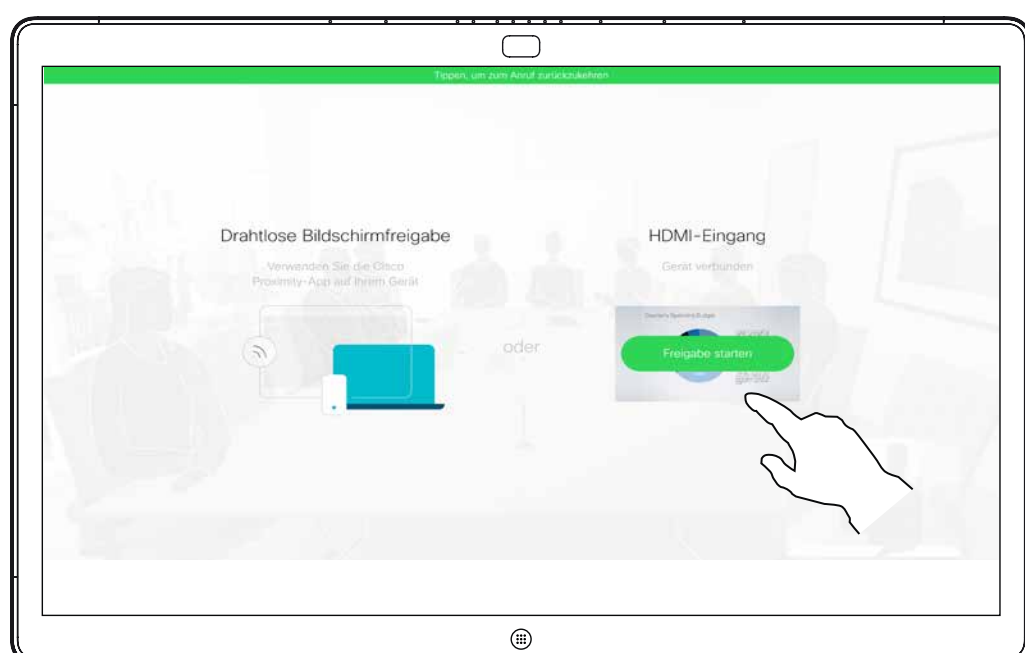 Tippen, um zum Anruf zurückzukehren
Drahtlose Bildschirmfreigabe
Verwenden Sie die Cisco
Proximity-App auf Ihrem Gerät
oder
HDMI-Eingang
Gerät verbunden
Freigabe starten